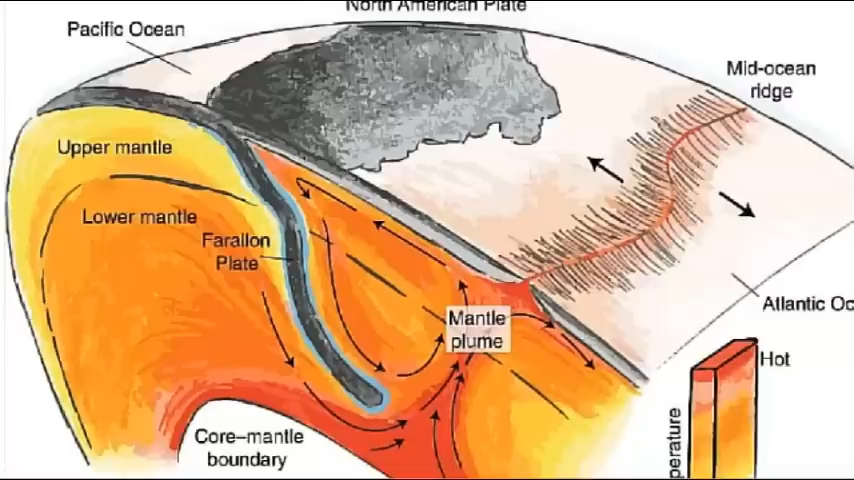 North American Plate
Pacific Ocean
Mid-ocean
ridge
Upper mantle
Lower mantle
Farallon
Plate
Mantle
plume
Atlantic Oc
Hot
perature
Core–mantle
boundary